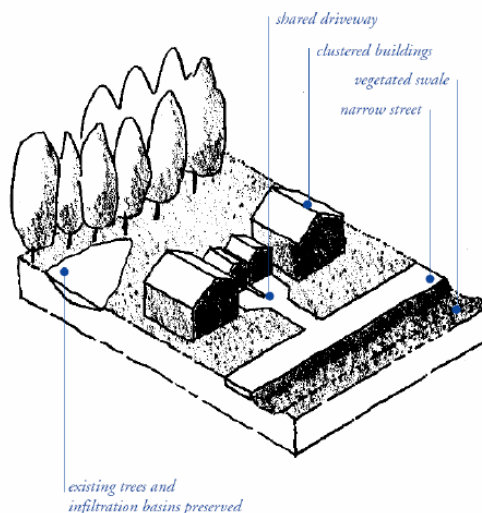 shared driveway
clustered buildings
vegetated swale
narrow street
existing trees and
infiltration basins preserved